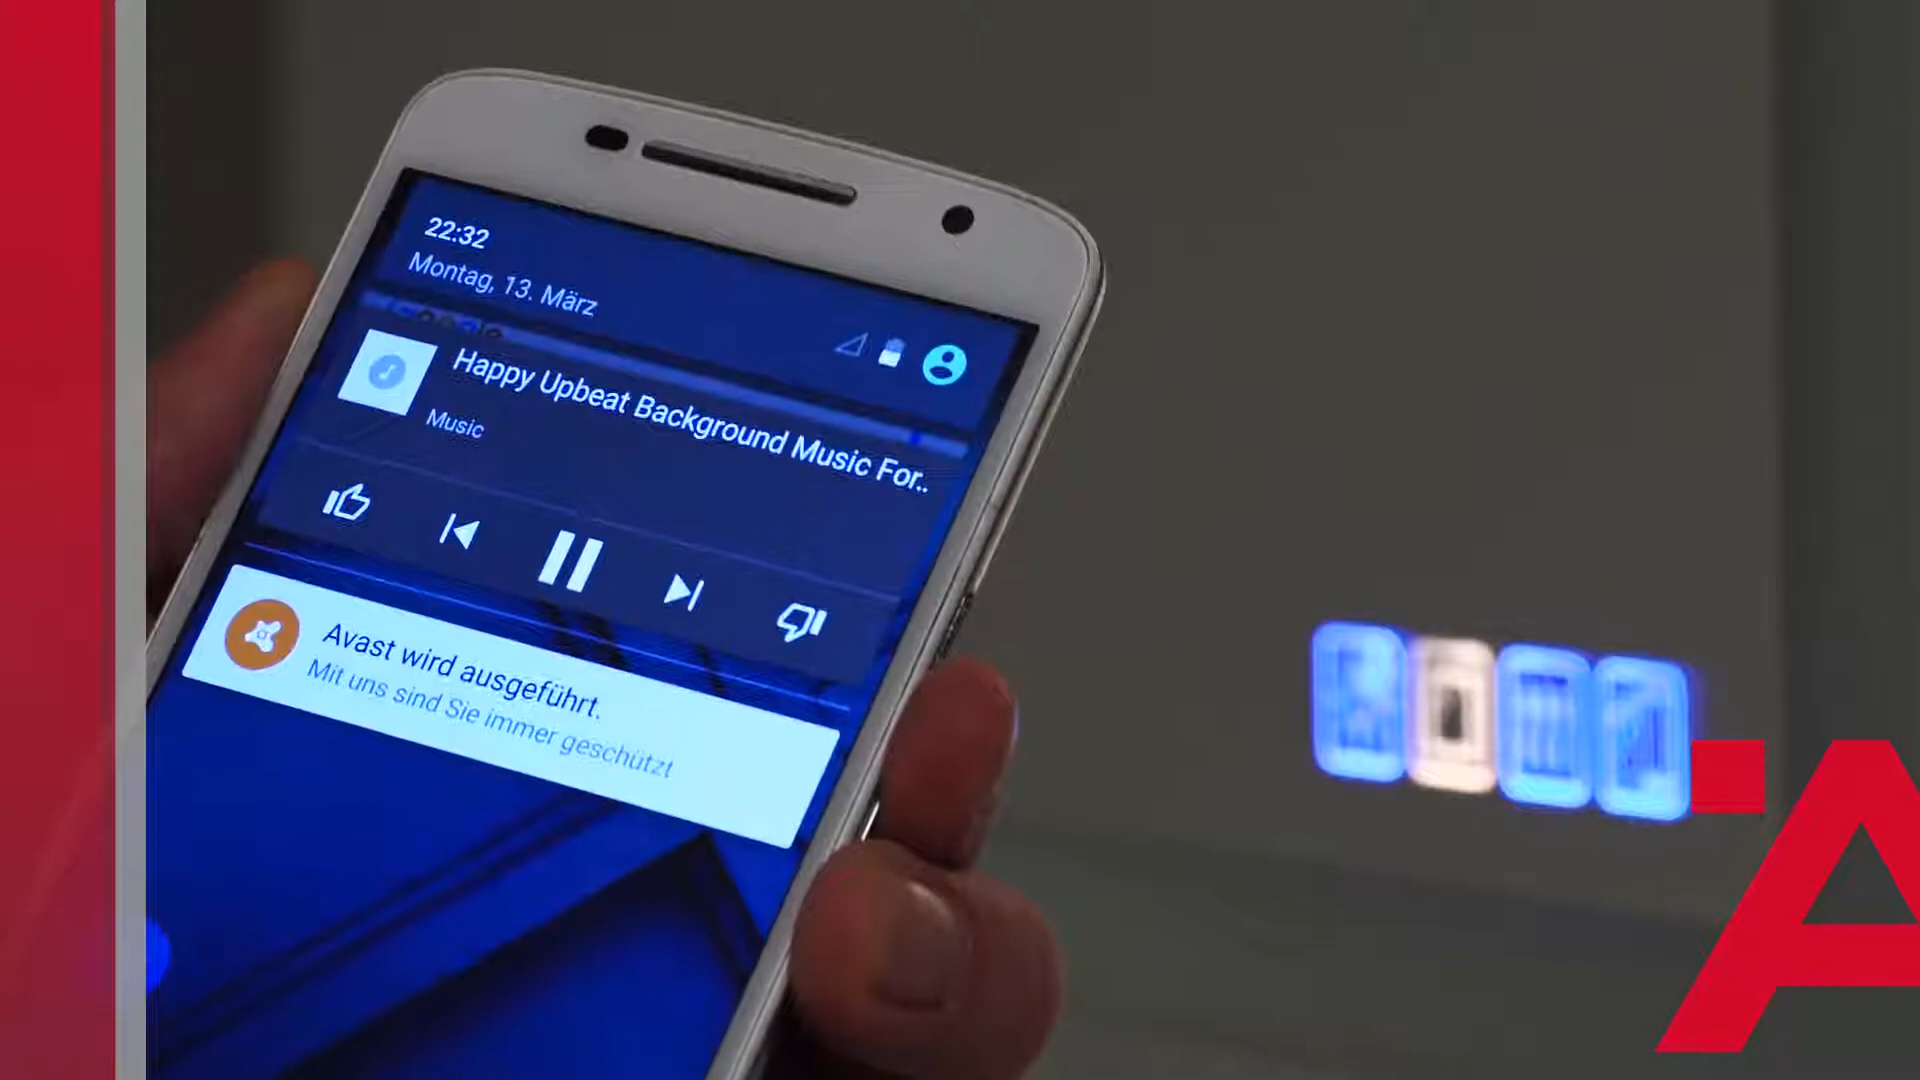 22:32
Montag, 13. März
Google
Happy Upbeat Background Music For..
Music
Avast wird ausgeführt.
Mit uns sind Sie immer geschützt
A